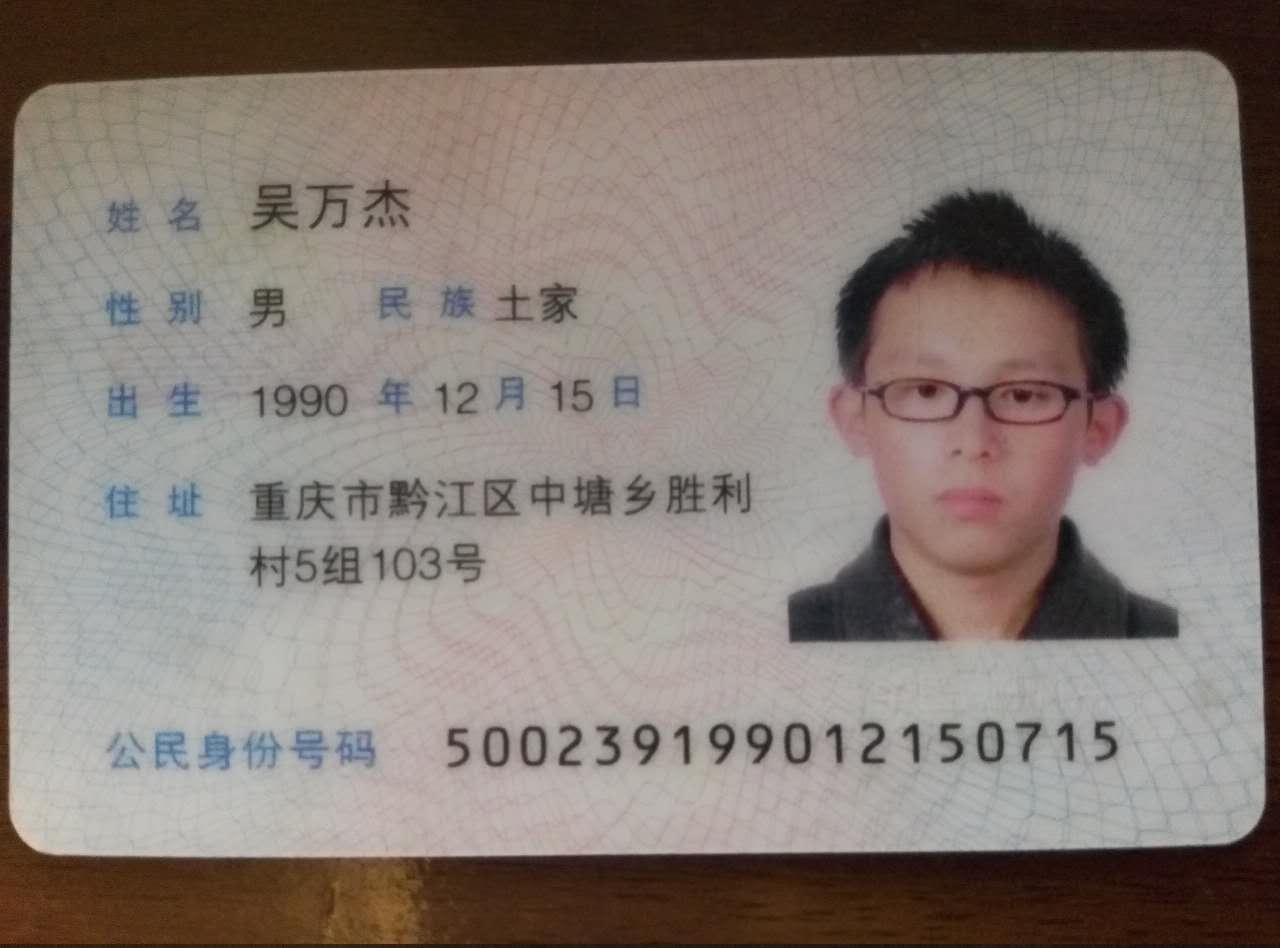 姓名 吴万杰
性别 男 民族 土家
出生 1990 年 12 月 15 日
住址 重庆市黔江区中塘乡胜利
村5组103号
公民身份号码 500239199012150715